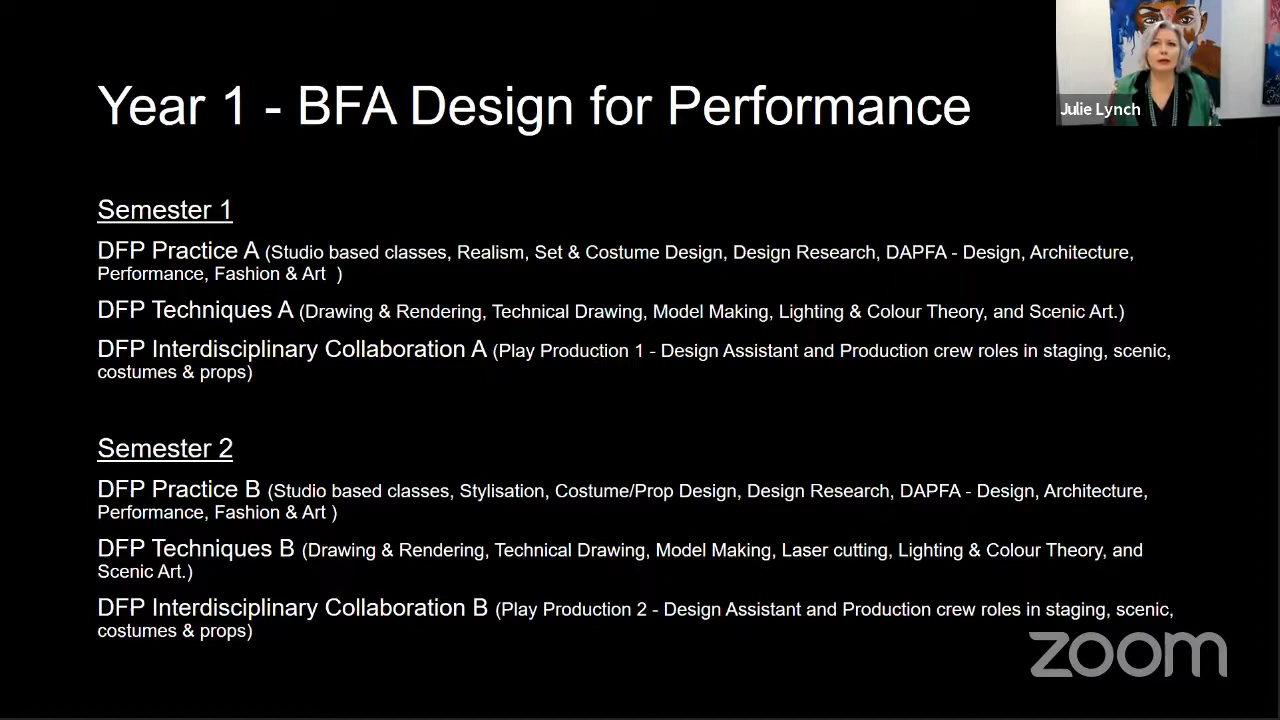 Julie Lynch
Year 1 - BFA Design for Performance
Semester 1
DFP Practice A (Studio based classes, Realism, Set & Costume Design, Design Research, DAPFA - Design, Architecture,
Performance, Fashion & Art  )
DFP Techniques A (Drawing & Rendering, Technical Drawing, Model Making, Lighting & Colour Theory, and Scenic Art.)
DFP Interdisciplinary Collaboration A (Play Production 1 - Design Assistant and Production crew roles in staging, scenic,
costumes & props)
Semester 2
DFP Practice B (Studio based classes, Stylisation, Costume/Prop Design, Design Research, DAPFA - Design, Architecture,
Performance, Fashion & Art )
DFP Techniques B (Drawing & Rendering, Technical Drawing, Model Making, Laser cutting, Lighting & Colour Theory, and
Scenic Art.)
DFP Interdisciplinary Collaboration B (Play Production 2 - Design Assistant and Production crew roles in staging, scenic,
costumes & props)
zoom